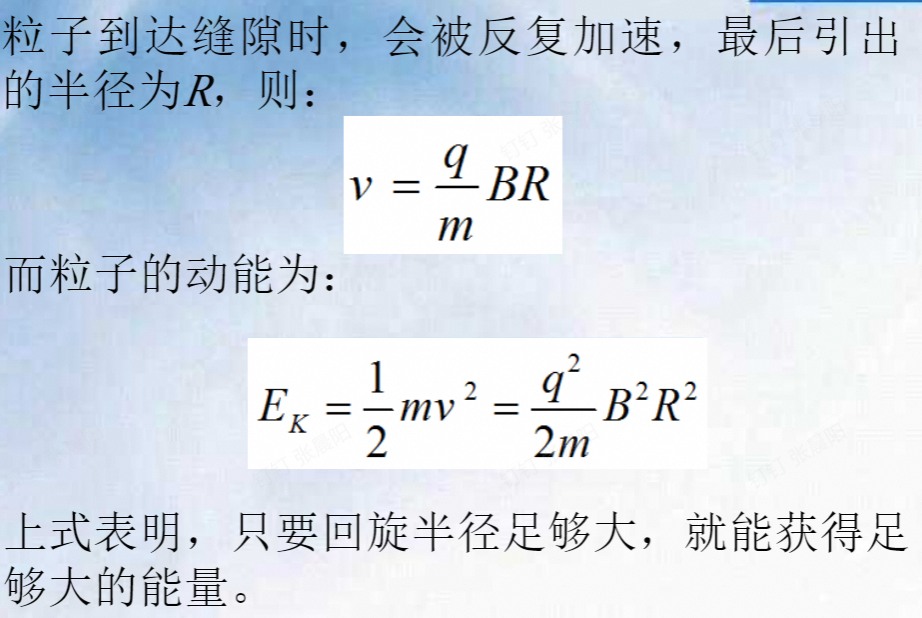 粒子到达缝隙时，会被反复加速，最后引出
的半径为R，则：
v = \frac{q}{m} BR
而粒子的动能为：
E_K = \frac{1}{2} mv^2 = \frac{q^2}{2m} B^2 R^2
上式表明，只要回旋半径足够大，就能获得足
够大的能量。